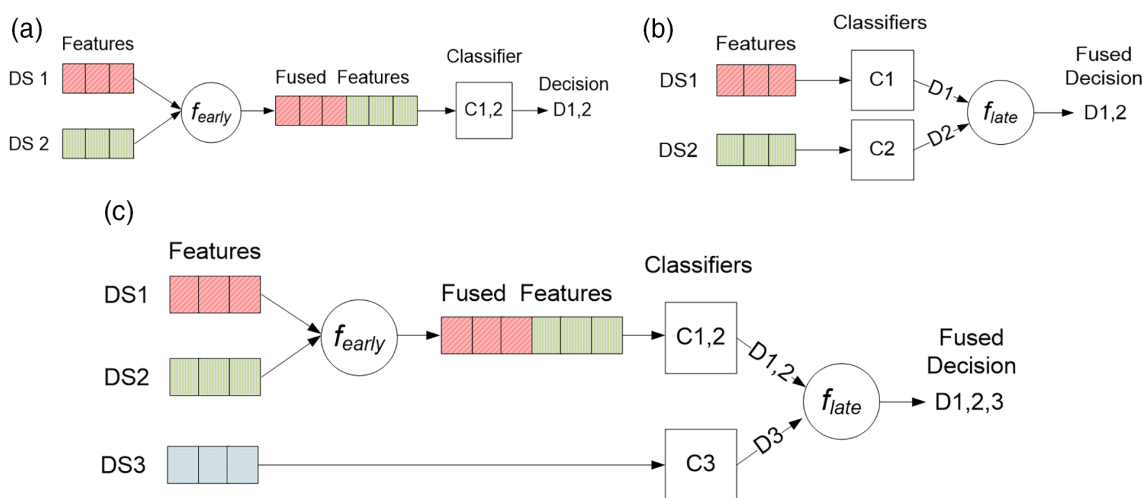 (a)
Features
DS 1
DS 2
f early
Fused Features
Classifier
C1,2
Decision
D1,2
(b)
Features
Classifiers
DS1
C1
D1
DS2
C2
D2
f late
Fused
Decision
D1,2
(c)
Features
DS1
DS2
f early
Fused Features
Classifiers
C1,2
D1,2
DS3
C3
D3
f late
Fused
Decision
D1,2,3